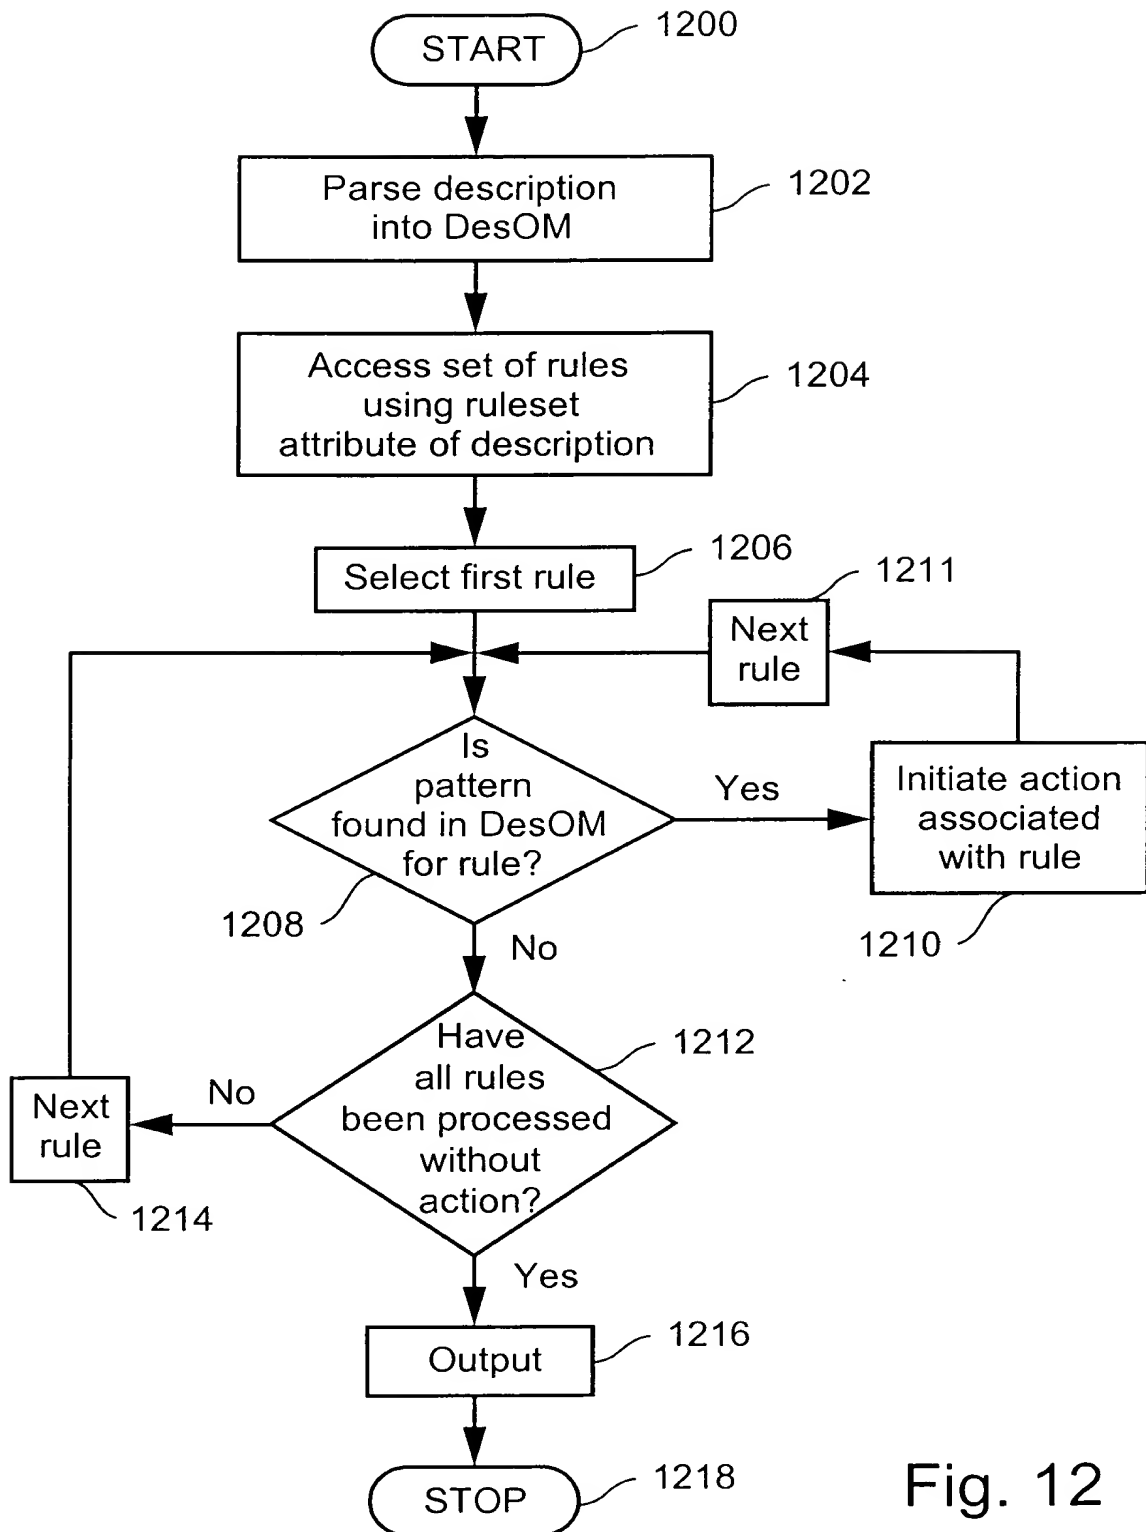 START
1200
Parse description
into DesOM
1202
Access set of rules
using ruleset
attribute of description
1204
Select first rule
1206
1211
Next
rule
Is
pattern
found in DesOM
for rule?
Yes
Initiate action
associated
with rule
1208
1210
No
Have
all rules
been processed
without
action?
1212
No
Next
rule
1214
Yes
Output
1216
STOP
1218
Fig. 12